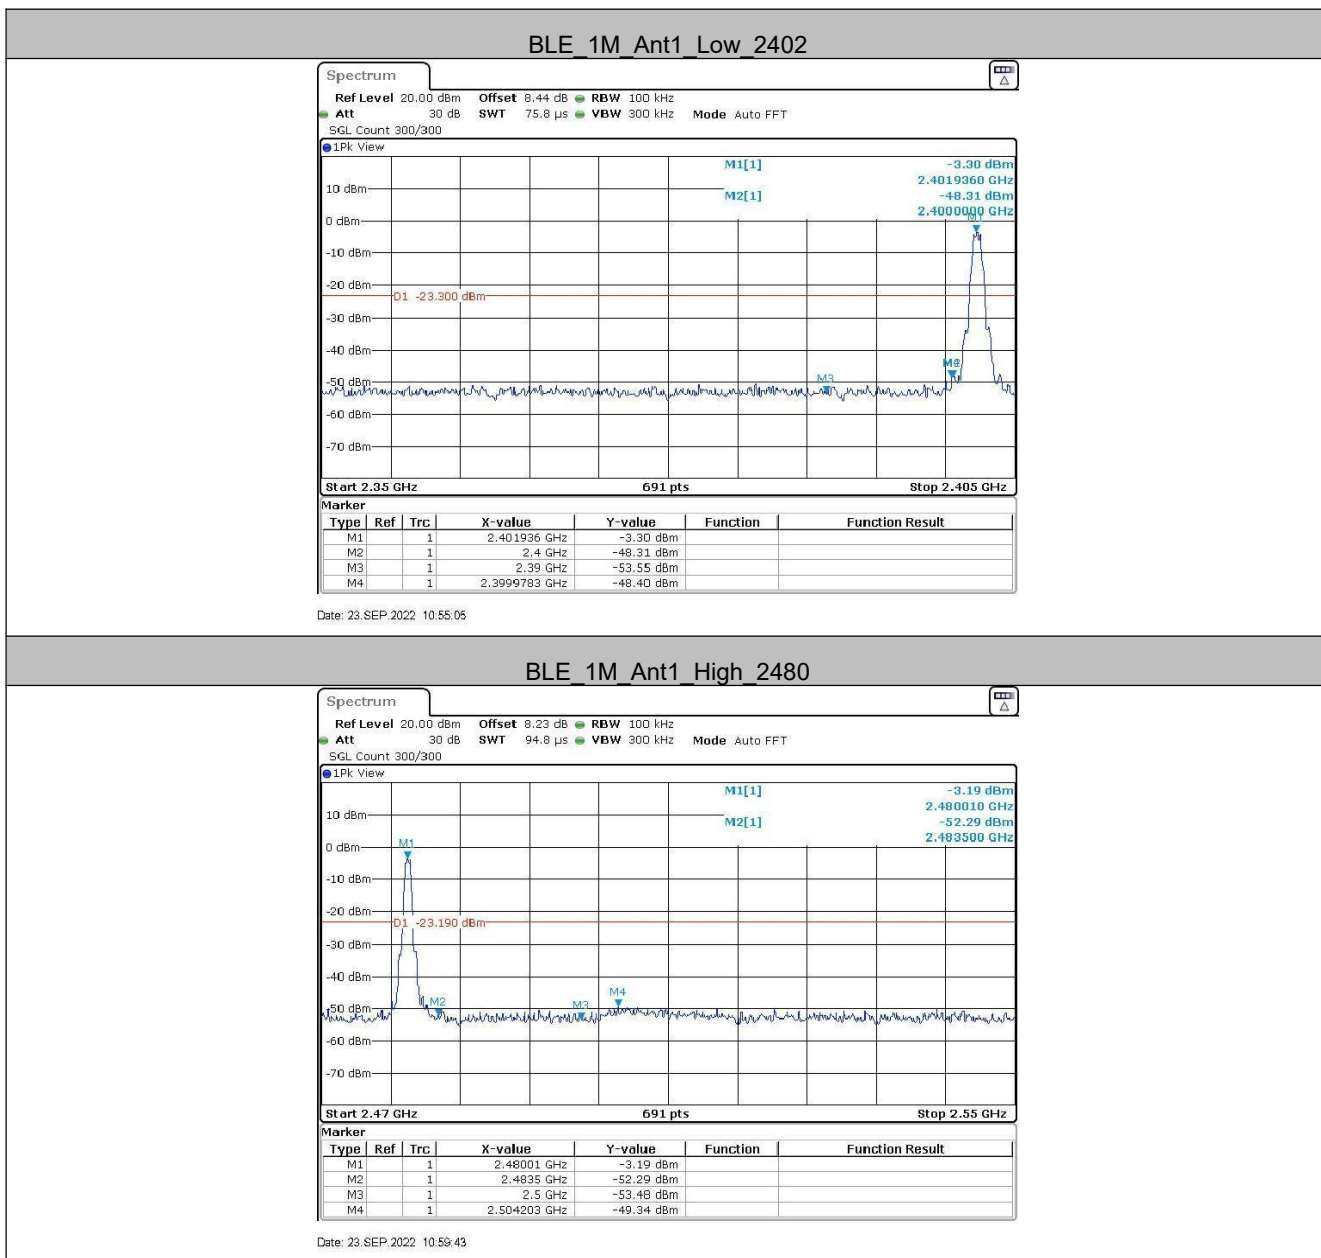 BLE_1M_Ant1_Low_2402
Spectrum
Ref Level 20.00 dBm Offset 8.44 dB RBW 100 kHz
Att 30 dB SWT 75.8 µs VBW 300 kHz Mode Auto FFT
SGL Count 300/300
1Pk View
M1[1] -3.30 dBm
2.4019360 GHz
M2[1] -48.31 dBm
2.4000000 GHz
10 dBm
0 dBm
M1
-10 dBm
-20 dBm
D1 -23.300 dBm
-30 dBm
-40 dBm
M3
-50 dBm
-60 dBm
-70 dBm
Start 2.35 GHz 691 pts Stop 2.405 GHz
Marker
Type Ref Trc X-value Y-value Function Function Result
M1 1 2.401936 GHz -3.30 dBm
M2 1 2.4 GHz -48.31 dBm
M3 1 2.39 GHz -53.55 dBm
M4 1 2.3999783 GHz -48.40 dBm
Date: 23.SEP.2022 10:55:05
BLE_1M_Ant1_High_2480
Spectrum
Ref Level 20.00 dBm Offset 8.23 dB RBW 100 kHz
Att 30 dB SWT 94.8 µs VBW 300 kHz Mode Auto FFT
SGL Count 300/300
1Pk View
M1[1] -3.19 dBm
2.480010 GHz
M2[1] -52.29 dBm
2.483500 GHz
10 dBm
0 dBm
M1
-10 dBm
-20 dBm
D1 -23.190 dBm
-30 dBm
-40 dBm
M4
M2 M3
-50 dBm
-60 dBm
-70 dBm
Start 2.47 GHz 691 pts Stop 2.55 GHz
Marker
Type Ref Trc X-value Y-value Function Function Result
M1 1 2.48001 GHz -3.19 dBm
M2 1 2.4835 GHz -52.29 dBm
M3 1 2.5 GHz -53.48 dBm
M4 1 2.504203 GHz -49.34 dBm
Date: 23.SEP.2022 10:59:43